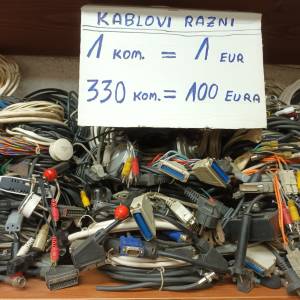 KABLOVI RAZNI
1 KOM. = 1 EUR
330 KOM. = 100 EURA